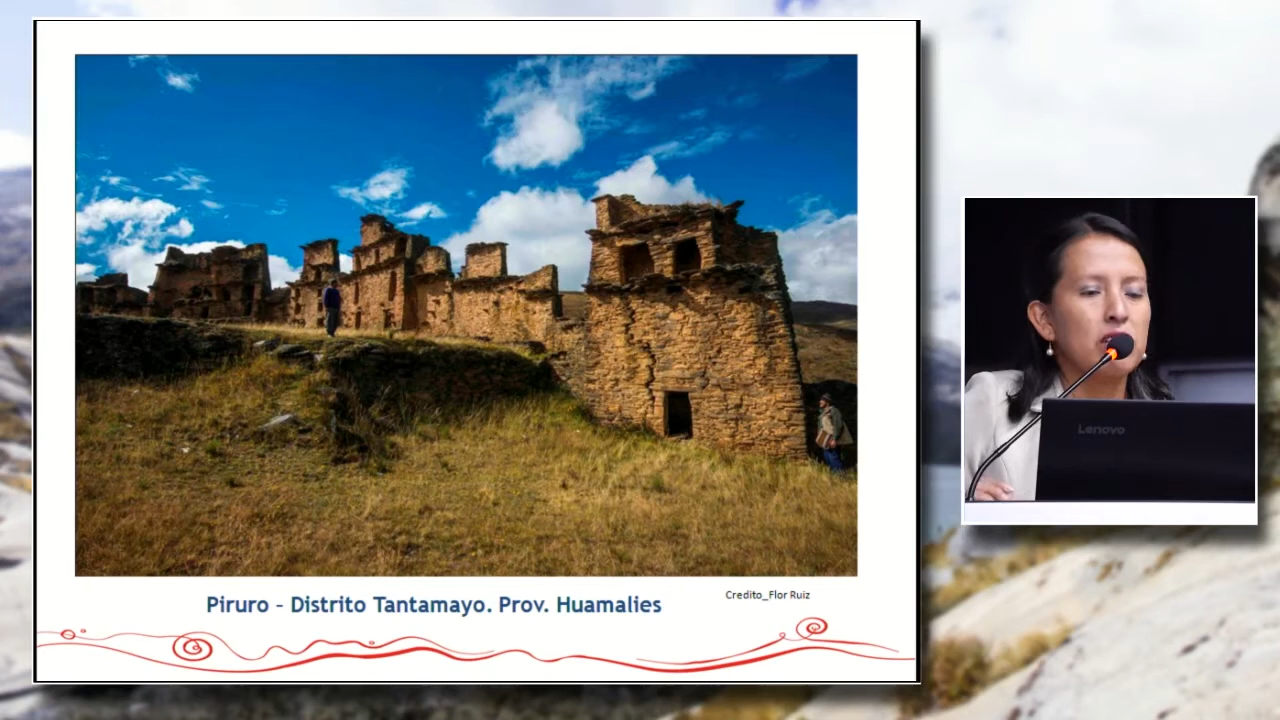 Piruro - Distrito Tantamayo. Prov. Huamalies
Credito_Flor Ruiz
Lenovo